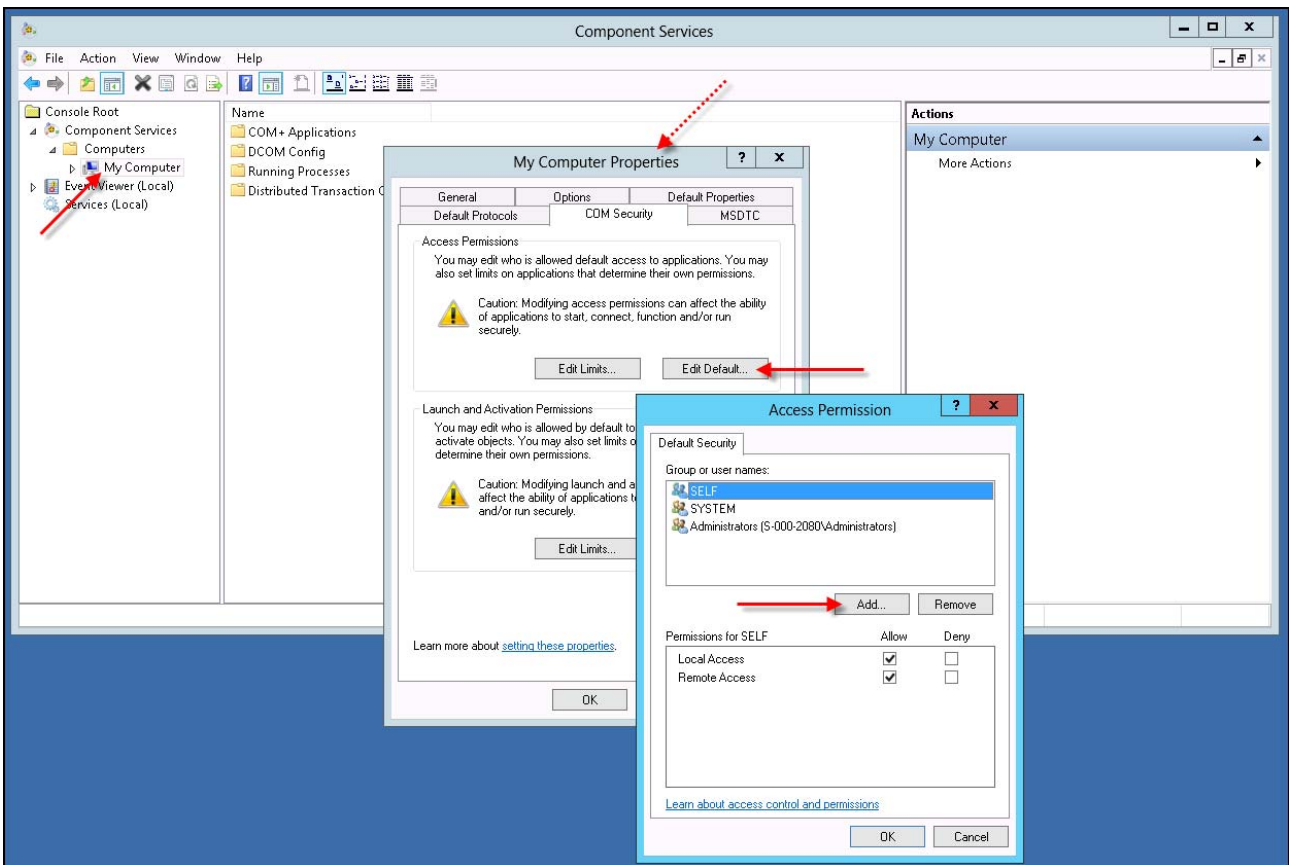 Component Services
File Action View Window Help
Console Root
Component Services
Computers
My Computer
Event Viewer (Local)
Services (Local)
Name
COM+ Applications
DCOM Config
Running Processes
Distributed Transaction C
Actions
My Computer
More Actions
My Computer Properties
? x
General Options Default Properties
Default Protocols COM Security MSDTC
Access Permissions
You may edit who is allowed default access to applications. You may
also set limits on applications that determine their own permissions.
Caution: Modifying access permissions can affect the ability
of applications to start, connect, function and/or run
securely.
Edit Limits... Edit Default...
Launch and Activation Permissions
You may edit who is allowed by default to
activate objects. You may also set limits o
determine their own permissions.
Caution: Modifying launch and a
affect the ability of applications t
and/or run securely.
Edit Limits...
Learn more about setting these properties.
OK
Access Permission
? x
Default Security
Group or user names:
SELF
SYSTEM
Administrators (S-000-2080\Administrators)
Add... Remove
Permissions for SELF Allow Deny
Local Access
Remote Access
Learn about access control and permissions
OK Cancel